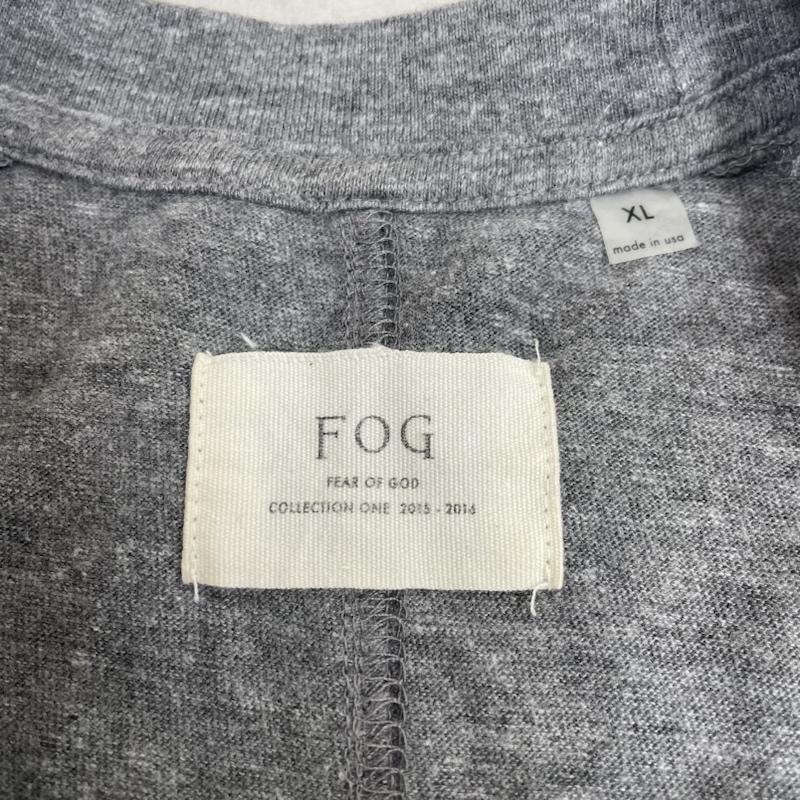 XL
made in usa
FOG
FEAR OF GOD
COLLECTION ONE 2015 - 2016